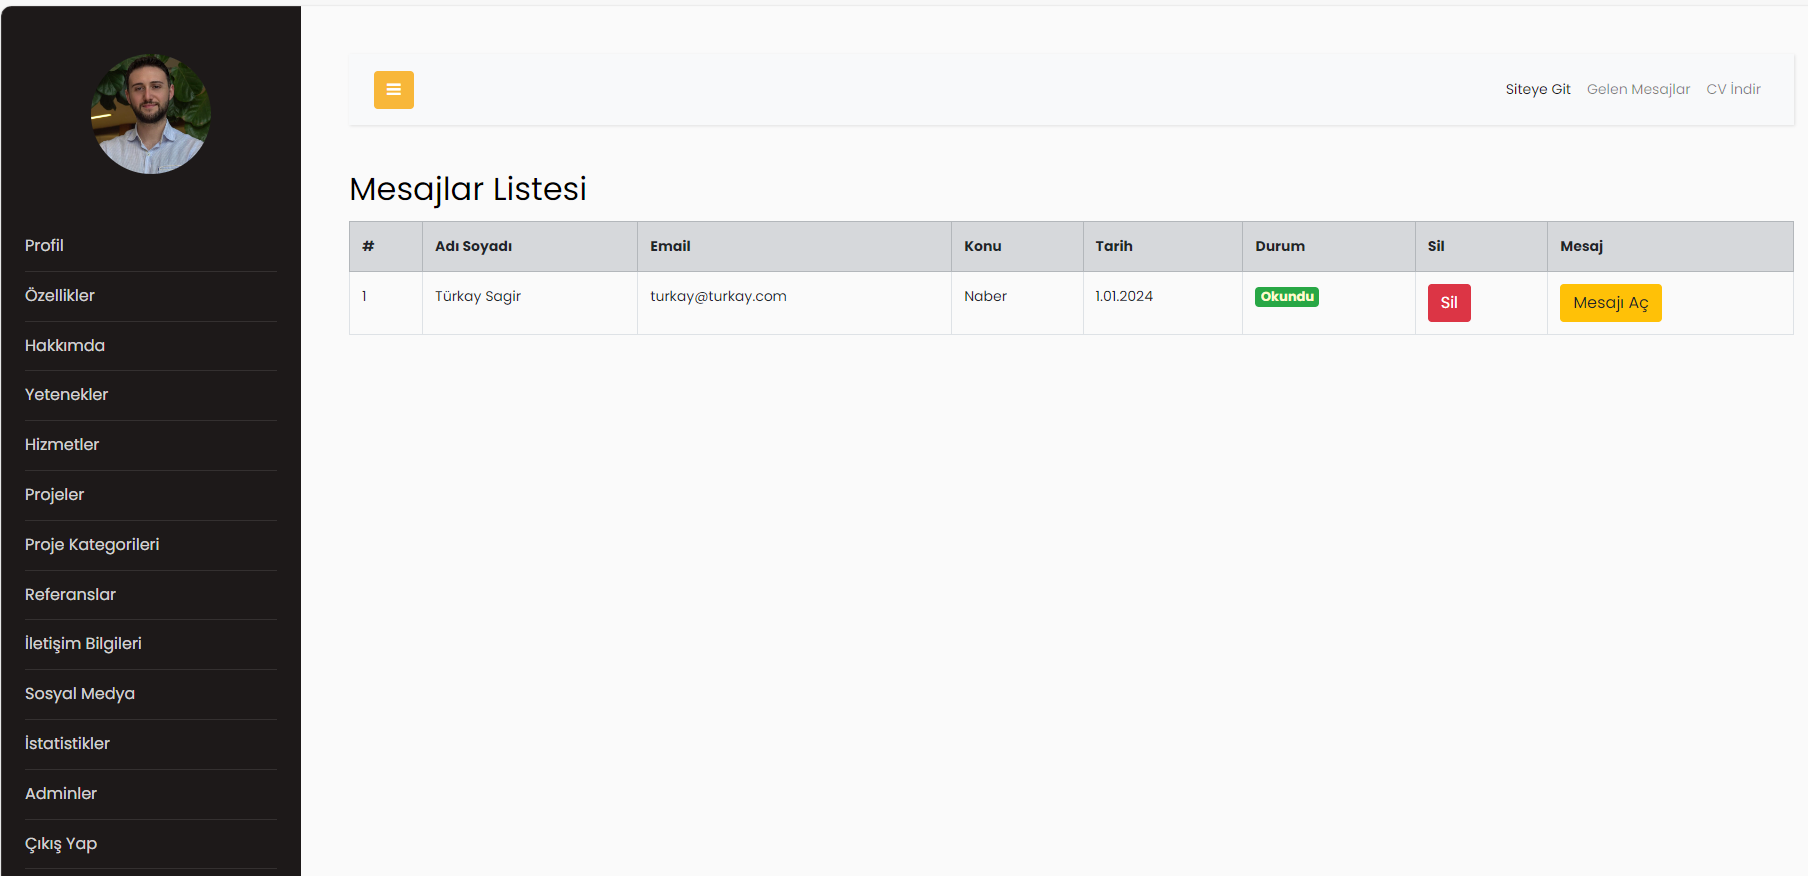 Siteye Git Gelen Mesajlar CV İndir
Profil
Özellikler
Hakkımda
Yetenekler
Hizmetler
Projeler
Proje Kategorileri
Referanslar
İletişim Bilgileri
Sosyal Medya
İstatistikler
Adminler
Çıkış Yap
Mesajlar Listesi
# Adı Soyadı Email Konu Tarih Durum Sil Mesaj
1 Türkay Sagir turkay@turkay.com Naber 1.01.2024 Okundu Sil Mesajı Aç